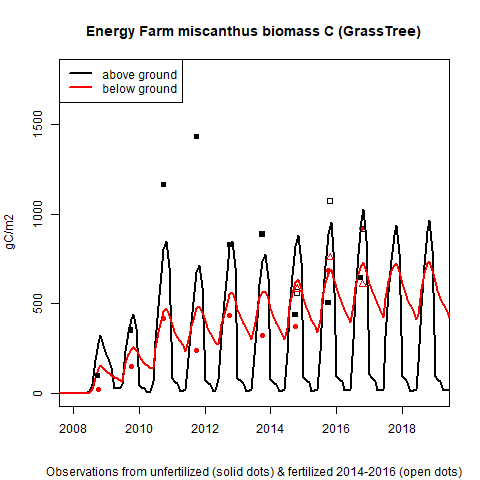 Energy Farm miscanthus biomass C (GrassTree)
above ground
below ground
gC/m2
1500
1000
500
0
2008 2010 2012 2014 2016 2018
Observations from unfertilized (solid dots) & fertilized 2014-2016 (open dots)